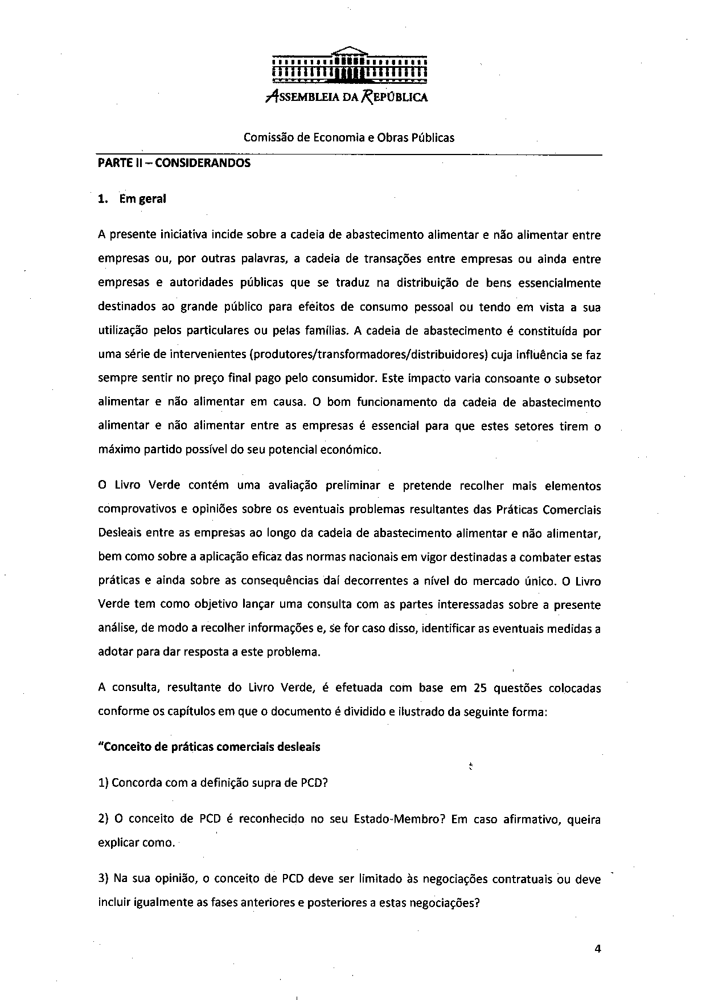 ASSEMBLEIA DA REPÚBLICA
Comissão de Economia e Obras Públicas
PARTE II – CONSIDERANDOS
1. Em geral
A presente iniciativa incide sobre a cadeia de abastecimento alimentar e não alimentar entre
empresas ou, por outras palavras, a cadeia de transações entre empresas ou ainda entre
empresas e autoridades públicas que se traduz na distribuição de bens essencialmente
destinados ao grande público para efeitos de consumo pessoal ou tendo em vista a sua
utilização pelos particulares ou pelas famílias. A cadeia de abastecimento é constituída por
uma série de intervenientes (produtores/transformadores/distribuidores) cuja influência se faz
sempre sentir no preço final pago pelo consumidor. Este impacto varia consoante o subsetor
alimentar e não alimentar em causa. O bom funcionamento da cadeia de abastecimento
alimentar e não alimentar entre as empresas é essencial para que estes setores tirem o
máximo partido possível do seu potencial económico.
O Livro Verde contém uma avaliação preliminar e pretende recolher mais elementos
comprovativos e opiniões sobre os eventuais problemas resultantes das Práticas Comerciais
Desleais entre as empresas ao longo da cadeia de abastecimento alimentar e não alimentar,
bem como sobre a aplicação eficaz das normas nacionais em vigor destinadas a combater estas
práticas e ainda sobre as consequências daí decorrentes a nível do mercado único. O Livro
Verde tem como objetivo lançar uma consulta com as partes interessadas sobre a presente
análise, de modo a recolher informações e, se for caso disso, identificar as eventuais medidas a
adotar para dar resposta a este problema.
A consulta, resultante do Livro Verde, é efetuada com base em 25 questões colocadas
conforme os capítulos em que o documento é dividido e ilustrado da seguinte forma:
"Conceito de práticas comerciais desleais
1) Concorda com a definição supra de PCD?
2) O conceito de PCD é reconhecido no seu Estado-Membro? Em caso afirmativo, queira
explicar como.
3) Na sua opinião, o conceito de PCD deve ser limitado às negociações contratuais ou deve
incluir igualmente as fases anteriores e posteriores a estas negociações?
4